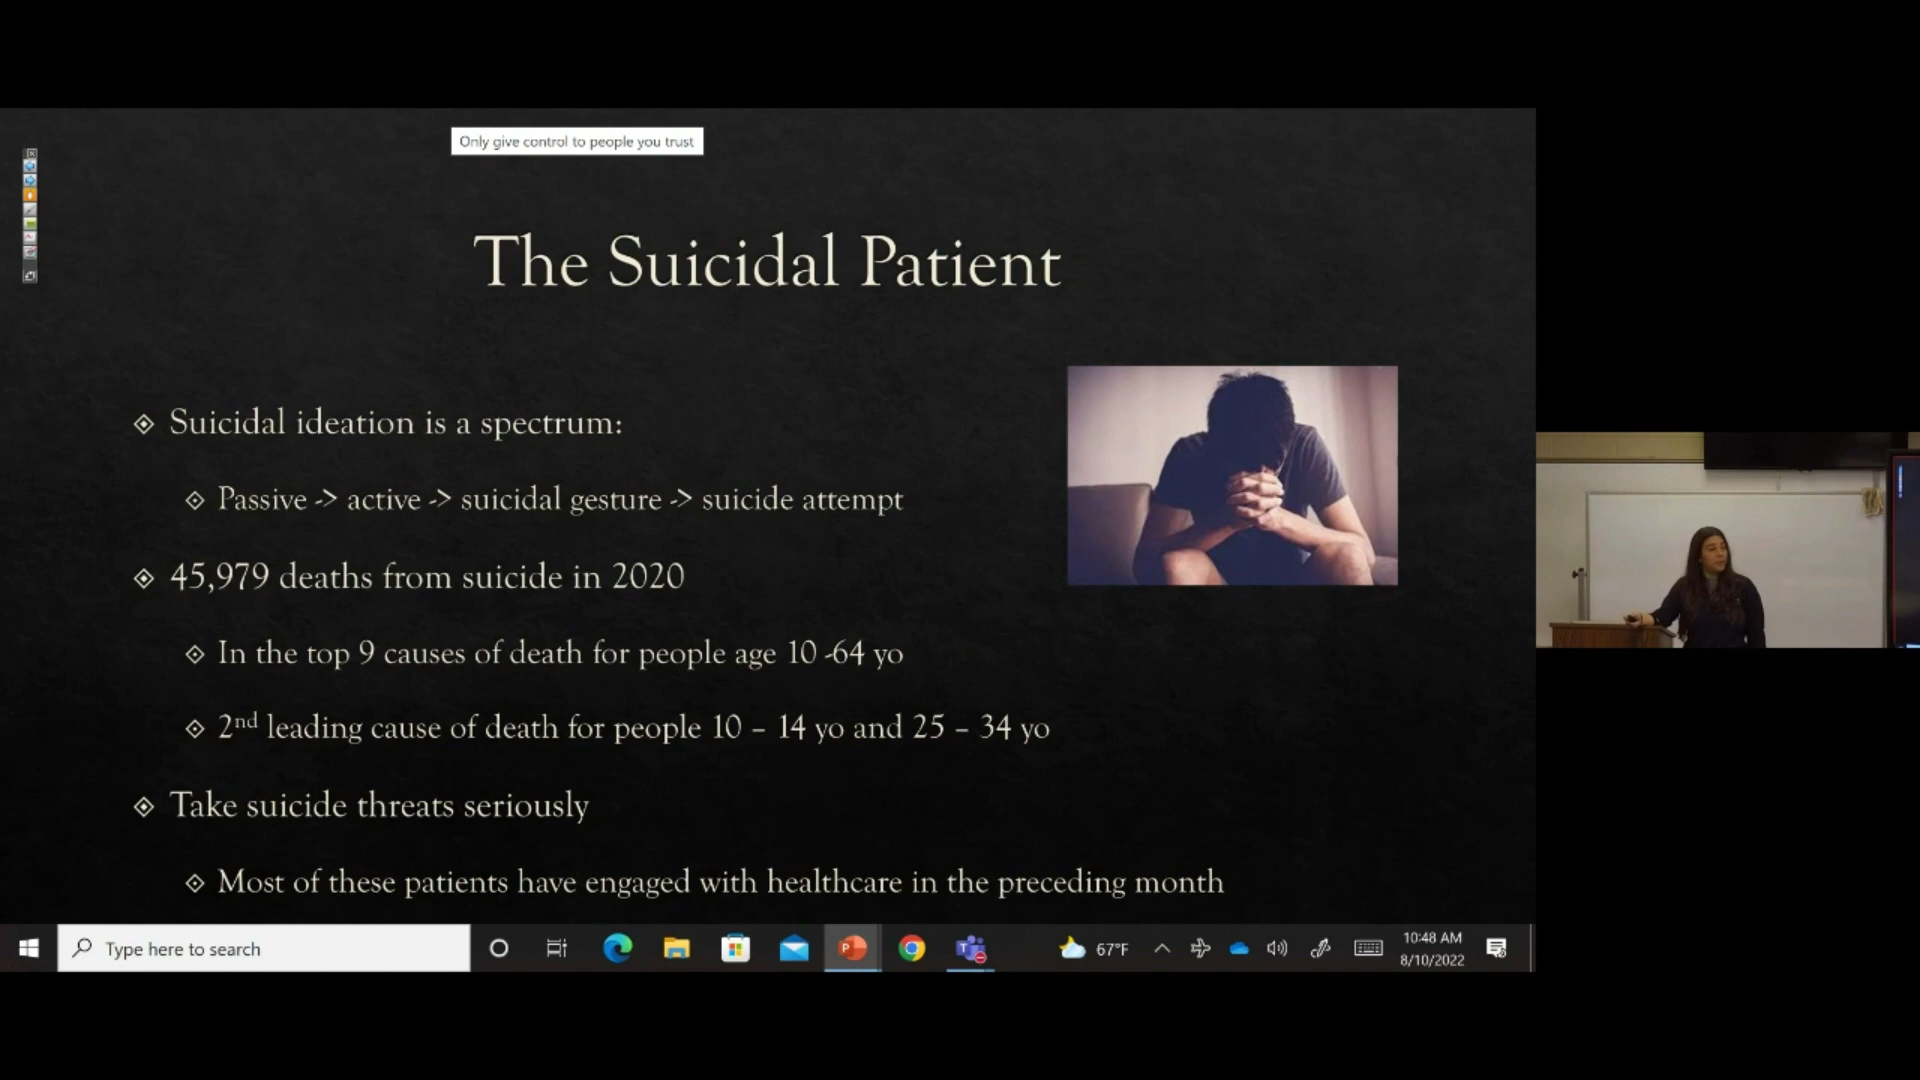 Only give control to people you trust
The Suicidal Patient
Suicidal ideation is a spectrum:
Passive -> active -> suicidal gesture -> suicide attempt
45,979 deaths from suicide in 2020
In the top 9 causes of death for people age 10 -64 yo
2nd leading cause of death for people 10 – 14 yo and 25 – 34 yo
Take suicide threats seriously
Most of these patients have engaged with healthcare in the preceding month
Type here to search
67°F
10:48 AM
8/10/2022